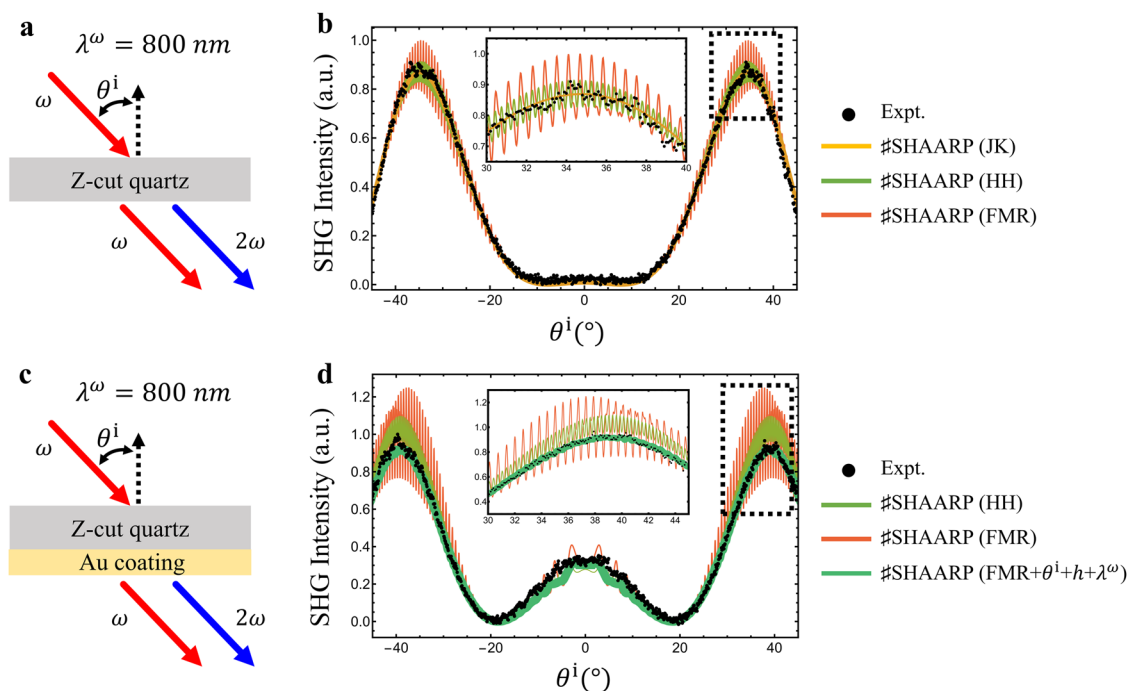 a
λ^ω = 800 nm
ω
θ^i
Z-cut quartz
ω
2ω
b
SHG Intensity (a.u.)
1.0
0.8
0.6
0.4
0.2
0.0
−40
−20
0
20
40
θ^i(°)
1.0
0.9
0.8
0.7
30
32
34
36
38
40
Expt.
♯SHAARP (JK)
♯SHAARP (HH)
♯SHAARP (FMR)
c
λ^ω = 800 nm
ω
θ^i
Z-cut quartz
Au coating
ω
2ω
d
SHG Intensity (a.u.)
1.2
1.0
0.8
0.6
0.4
0.2
0.0
−40
−20
0
20
40
θ^i(°)
1.2
1.0
0.8
0.6
0.4
30
32
34
36
38
40
42
44
Expt.
♯SHAARP (HH)
♯SHAARP (FMR)
♯SHAARP (FMR+θ^i+h+λ^ω)